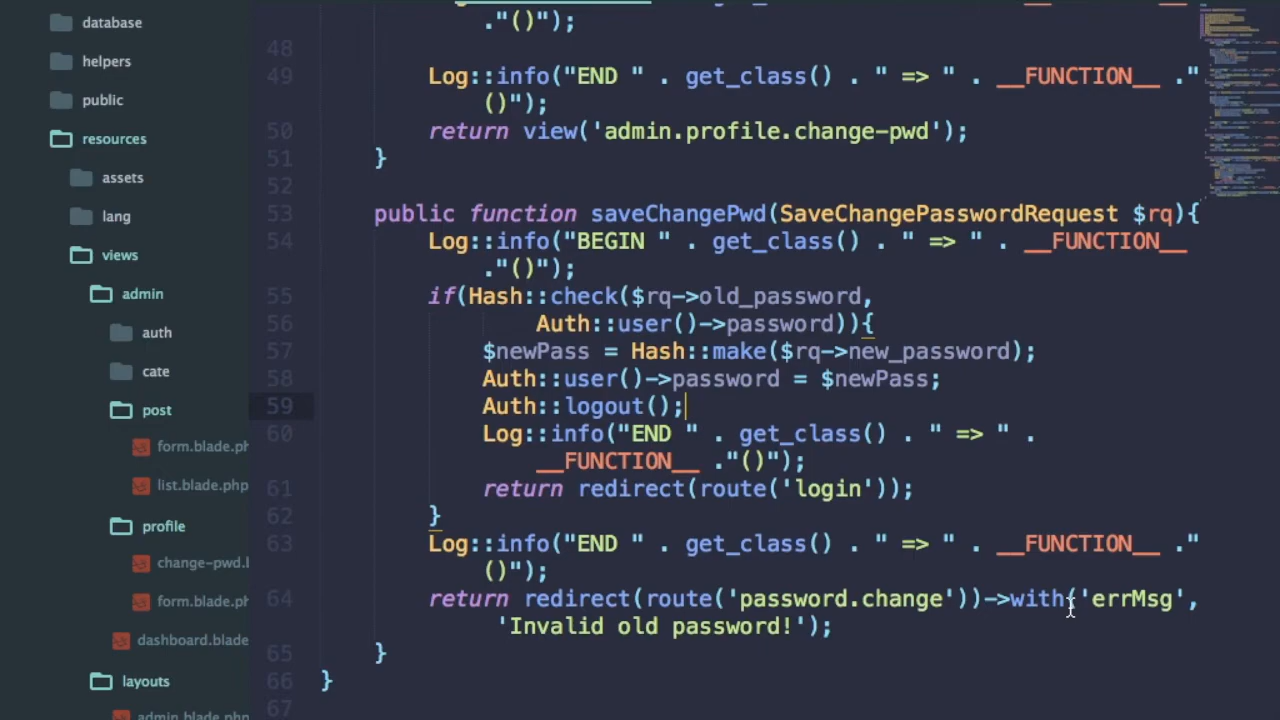 database
helpers
public
resources
assets
lang
views
admin
auth
cate
post
form.blade.ph
list.blade.php
profile
change-pwd.b
form.blade.ph
dashboard.blade
layouts
admin.blade.php
."()");
48
49 Log::info("END " . get_class() . " => " . __FUNCTION__ ."
()");
50 return view('admin.profile.change-pwd');
51 }
52
53 public function saveChangePwd(SaveChangePasswordRequest $rq){
54 Log::info("BEGIN " . get_class() . " => " . __FUNCTION__
."()");
55 if(Hash::check($rq->old_password,
56 Auth::user()->password)){
57 $newPass = Hash::make($rq->new_password);
58 Auth::user()->password = $newPass;
59 Auth::logout();
60 Log::info("END " . get_class() . " => " .
__FUNCTION__ ."()");
61 return redirect(route('login'));
62 }
63 Log::info("END " . get_class() . " => " . __FUNCTION__ ."
()");
64 return redirect(route('password.change'))->with('errMsg',
'Invalid old password!');
65 }
66 }
67